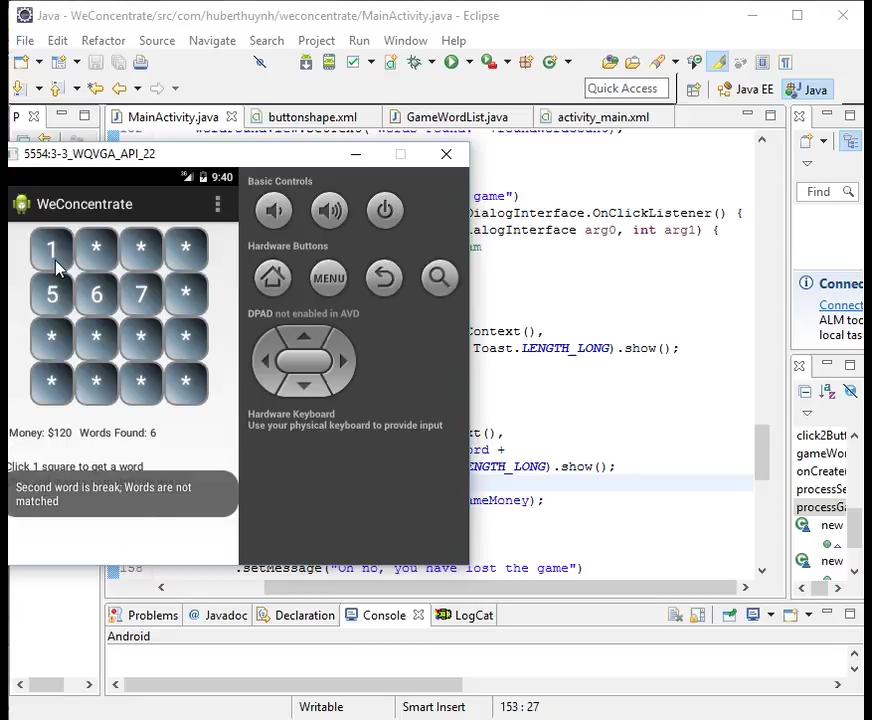 Java - WeConcentrate/src/com/huberthuynh/weconcentrate/MainActivity.java - Eclipse
File Edit Refactor Source Navigate Search Project Run Window Help
Quick Access
Java EE
Java
P
MainActivity.java
buttonshape.xml
GameWordList.java
activity_main.xml
5554:3-3_WQVGA_API_22
9:40
WeConcentrate
1 * * *
5 6 7 *
* * * *
* * * *
Money: $120 Words Found: 6
Click 1 square to get a word
Second word is break; Words are not
matched
Basic Controls
Hardware Buttons
MENU
DPAD not enabled in AVD
Hardware Keyboard
Use your physical keyboard to provide input
game")
DialogInterface.OnClickListener() {
ialogInterface arg0, int arg1) {
am
Context(),
Toast.LENGTH_LONG).show();
xt(),
ord +
ENGTH_LONG).show();
ameMoney);
158 .setMessage("Oh no, you have lost the game")
Find
Connec
Connect
ALM too
local tas
click2But
gameWor
onCreate
processSe
processGa
new
new
Problems
@ Javadoc
Declaration
Console
LogCat
Android
Writable
Smart Insert
153 : 27